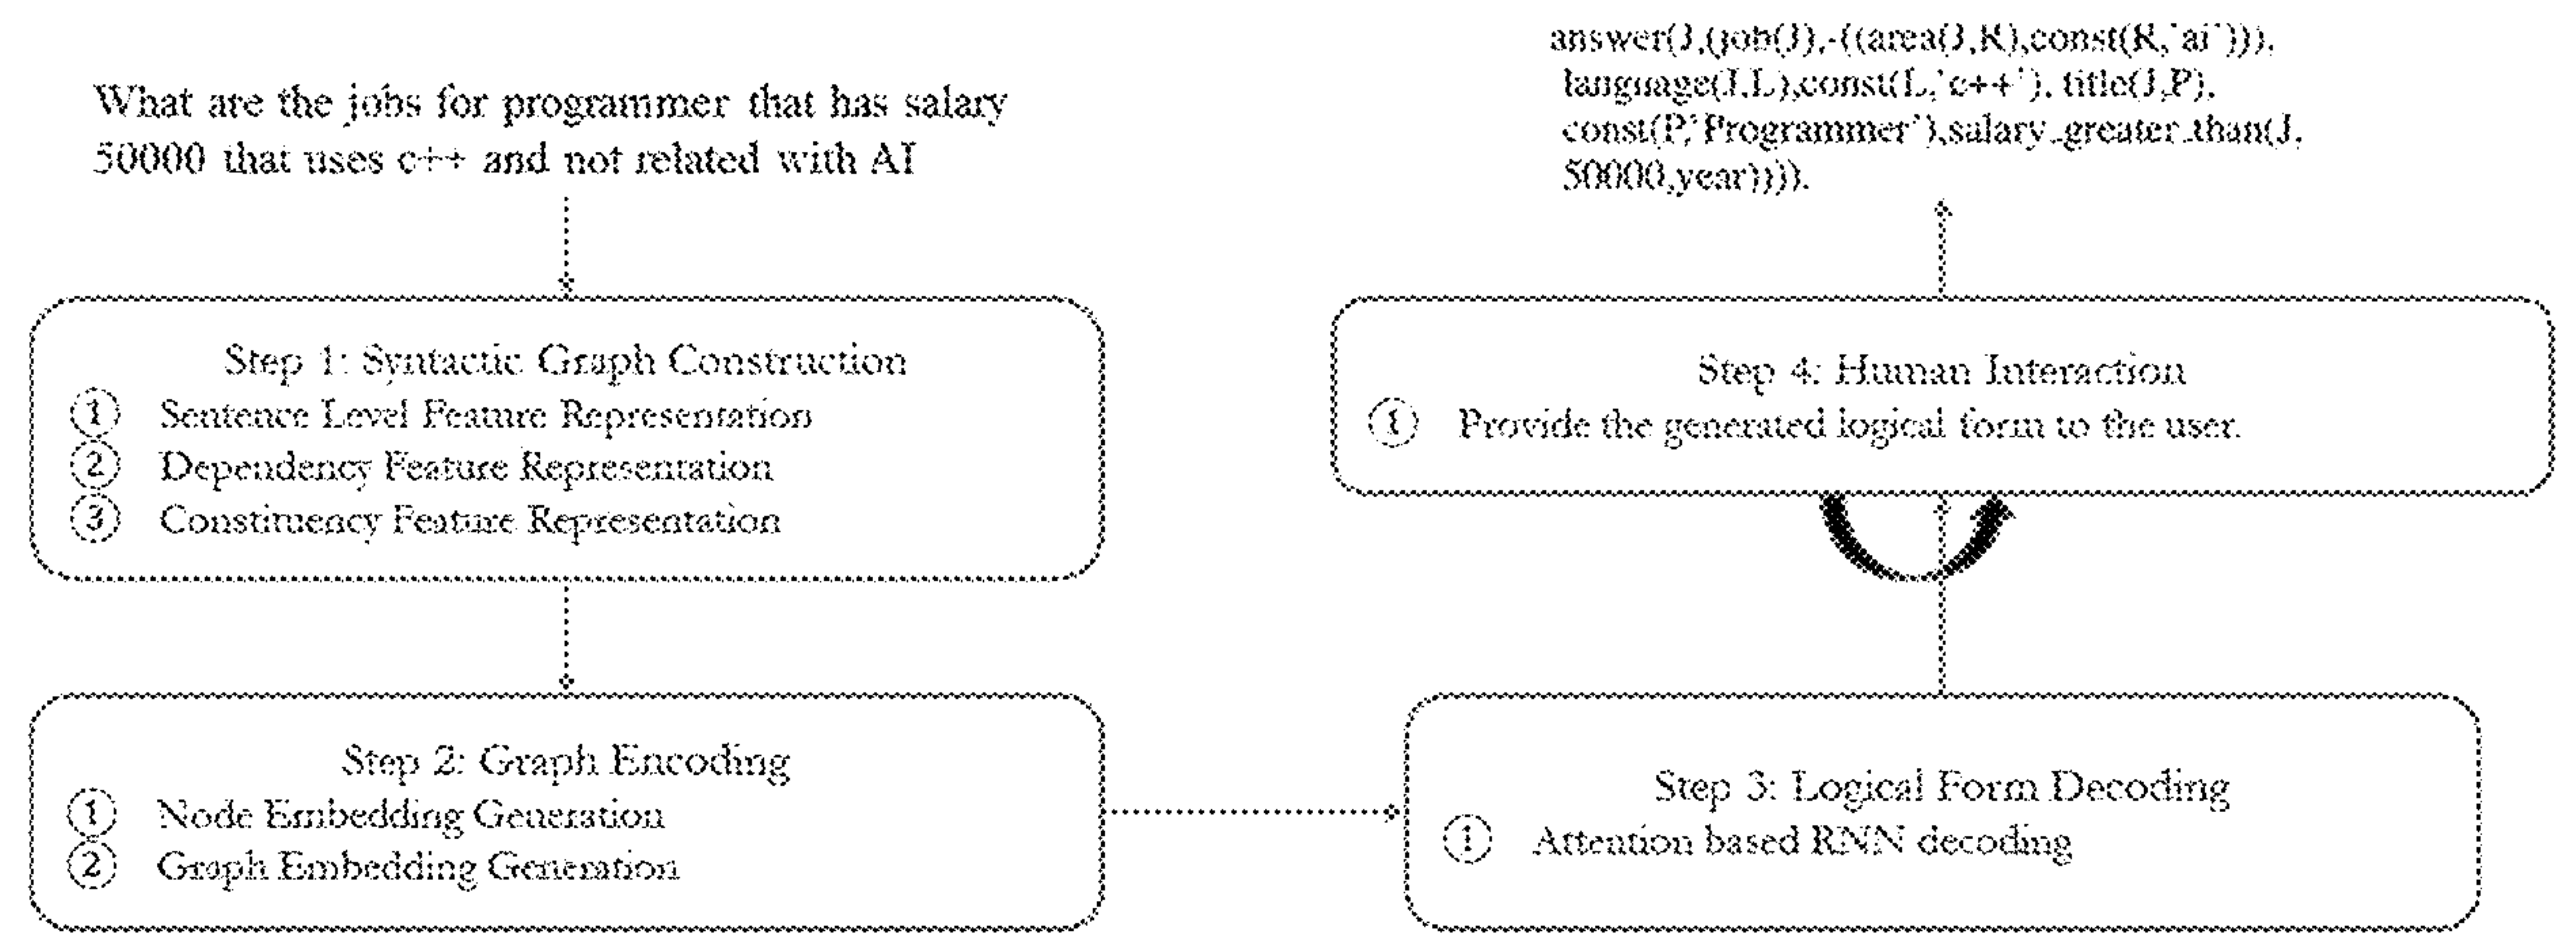 What are the jobs for programmer that has salary
50000 that uses c++ and not related with AI
Step 1: Syntactic Graph Construction
1 Sentence Level Feature Representation
2 Dependency Feature Representation
3 Constituency Feature Representation
Step 2: Graph Encoding
1 Node Embedding Generation
2 Graph Embedding Generation
Step 3: Logical Form Decoding
1 Attention based RNN decoding
Step 4: Human Interaction
1 Provide the generated logical form to the user.
answer(J,(job(J),-((area(J,R),const(R,'ai'))),
language(J,L),const(L,'c++'), title(J,P),
const(P,'Programmer'),salary_greater_than(J,
50000,year)))).